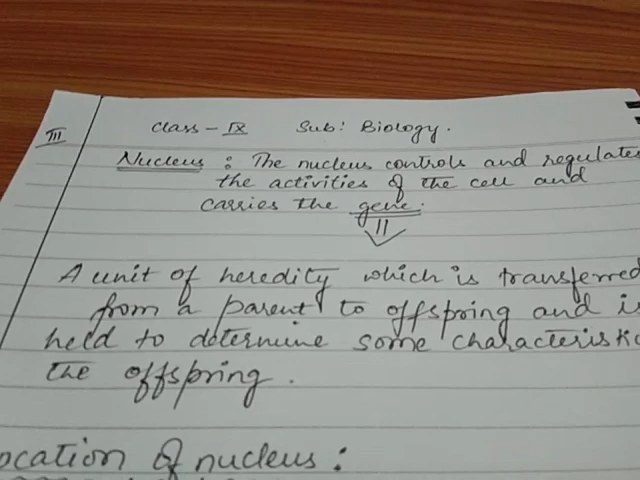 III
Class - IX Sub: Biology.
Nucleus: The nucleus controls and regulates
the activities of the cell and
carries the gene.
A unit of heredity which is transferred
from a parent to offspring and is
held to determine some characteristic
the offspring.
ocation of nucleus: